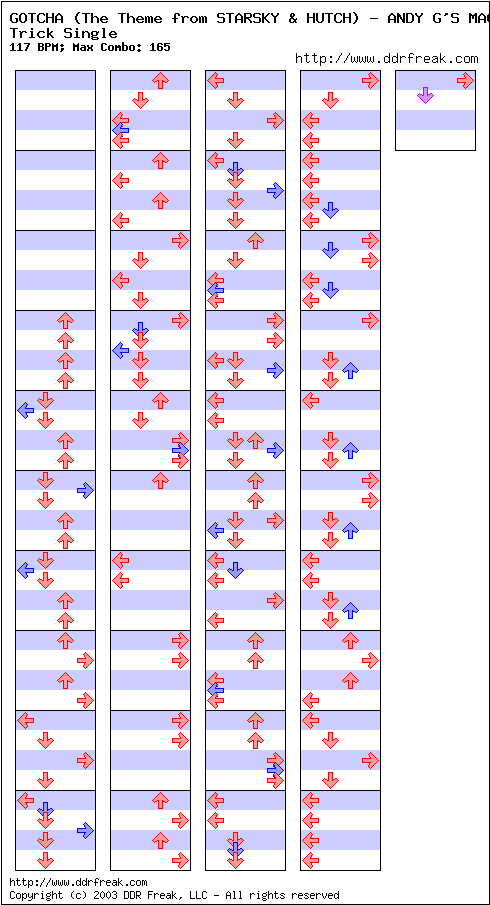 GOTCHA (The Theme from STARSKY & HUTCH) - ANDY G'S MA
Trick Single
117 BPM; Max Combo: 165
http://www.ddrfreak.com
http://www.ddrfreak.com
Copyright (c) 2003 DDR Freak, LLC - All rights reserved